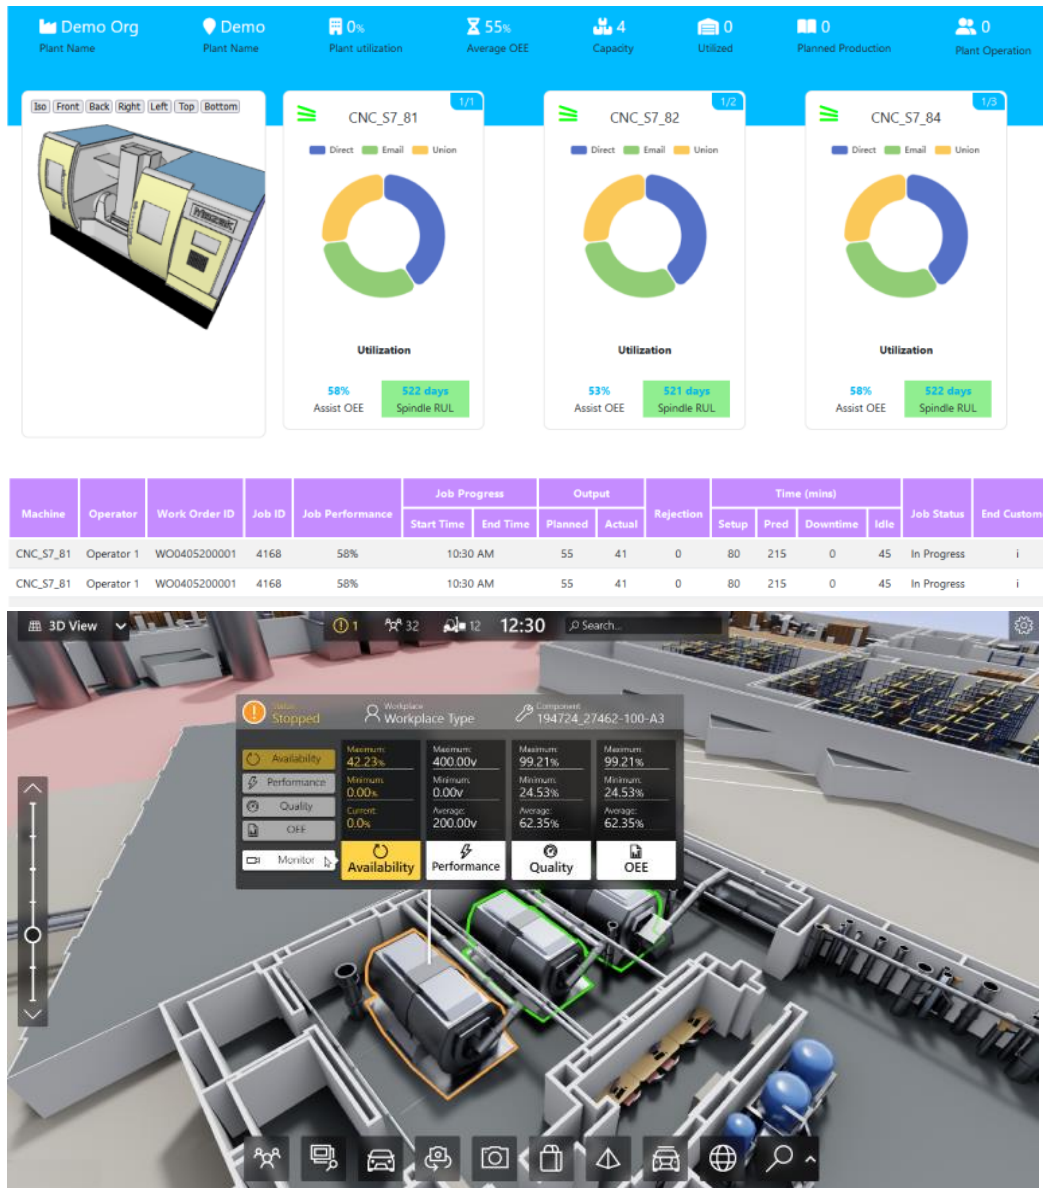 Demo Org
Demo
0%
55%
4
0
0
0
Plant Name
Plant Name
Plant utilization
Average OEE
Capacity
Utilized
Planned Production
Plant Operation
Iso Front Back Right Left Top Bottom
1/1
CNC_S7_81
Direct Email Union
Utilization
58%
522 days
Assist OEE
Spindle RUL
1/2
CNC_S7_82
Direct Email Union
Utilization
53%
521 days
Assist OEE
Spindle RUL
1/3
CNC_S7_84
Direct Email Union
Utilization
58%
522 days
Assist OEE
Spindle RUL
Job Progress Output Time (mins)
Machine Operator Work Order ID Job ID Job Performance Rejection Job Status End Custome
Start Time End Time Planned Actual Setup Pred Downtime Idle
CNC_S7_81 Operator 1 WO0405200001 4168 58% 10:30 AM 55 41 0 80 215 0 45 In Progress i
CNC_S7_81 Operator 1 WO0405200001 4168 58% 10:30 AM 55 41 0 80 215 0 45 In Progress i
3D View
1
32
12
12:30
Search...
Status
Stopped
Workplace
Workplace Type
Component
194724_27462-100-A3
Availability
Performance
Quality
OEE
Monitor
Maximum:
42.23%
Minimum:
0.00%
Current:
0.0%
Availability
Maximum:
400.00v
Minimum:
0.00v
Average:
200.00v
Performance
Maximum:
99.21%
Minimum:
24.53%
Average:
62.35%
Quality
Maximum:
99.21%
Minimum:
24.53%
Average:
62.35%
OEE